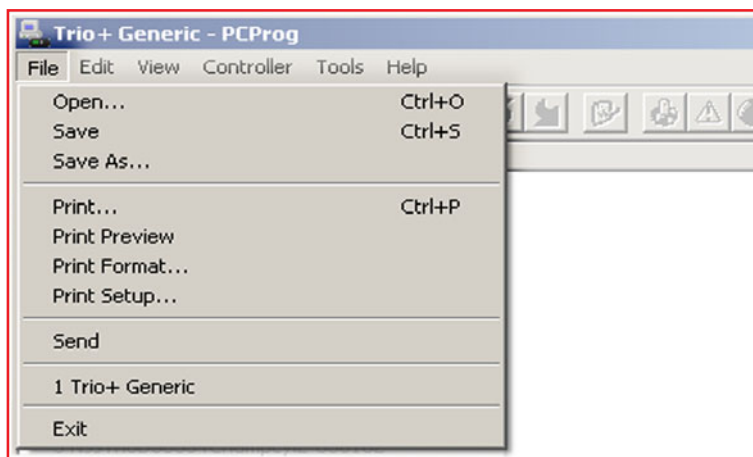 Trio+ Generic - PCProg
File Edit View Controller Tools Help
Open... Ctrl+O
Save Ctrl+S
Save As...
Print... Ctrl+P
Print Preview
Print Format...
Print Setup...
Send
1 Trio+ Generic
Exit